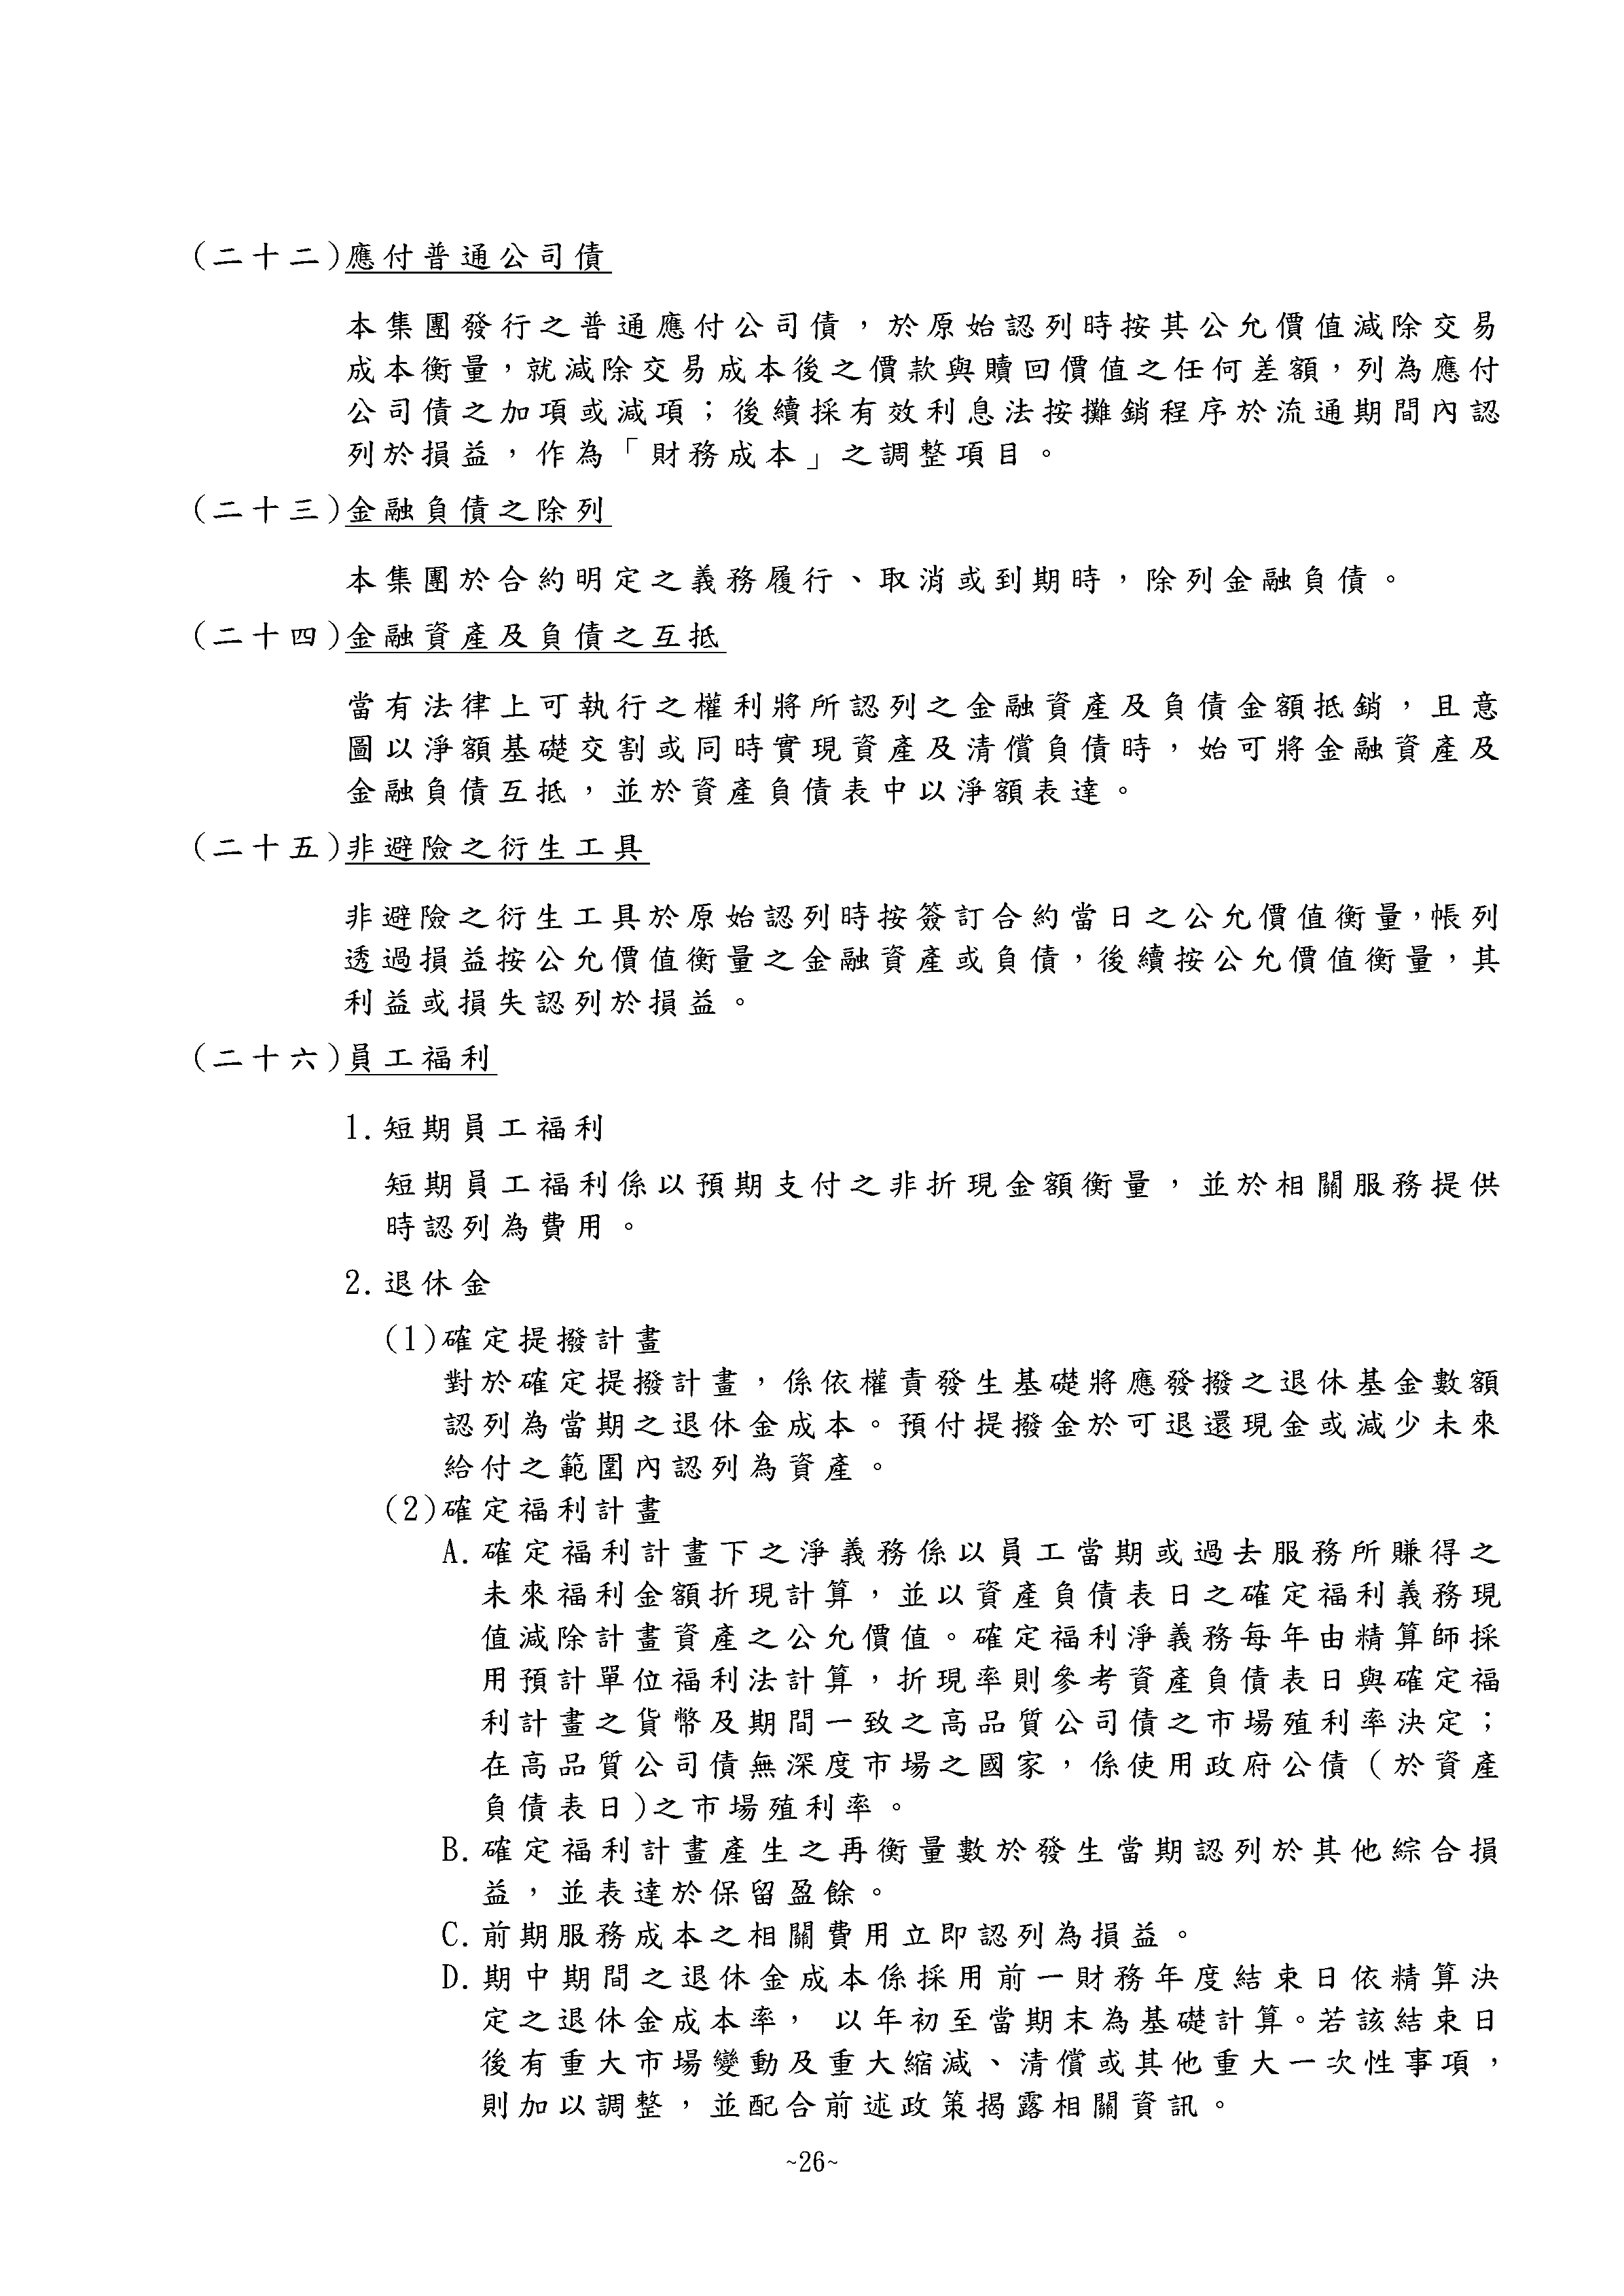 (二十二)應付普通公司債
本集團發行之普通應付公司債，於原始認列時按其公允價值減除交易
成本衡量，就減除交易成本後之價款與贖回價值之任何差額，列為應付
公司債之加項或減項；後續採有效利息法按攤銷程序於流通期間內認
列於損益，作為「財務成本」之調整項目。
(二十三)金融負債之除列
本集團於合約明定之義務履行、取消或到期時，除列金融負債。
(二十四)金融資產及負債之互抵
當有法律上可執行之權利將所認列之金融資產及負債金額抵銷，且意
圖以淨額基礎交割或同時實現資產及清償負債時，始可將金融資產及
金融負債互抵，並於資產負債表中以淨額表達。
(二十五)非避險之衍生工具
非避險之衍生工具於原始認列時按簽訂合約當日之公允價值衡量，帳列
透過損益按公允價值衡量之金融資產或負債，後續按公允價值衡量，其
利益或損失認列於損益。
(二十六)員工福利
1.短期員工福利
短期員工福利係以預期支付之非折現金額衡量，並於相關服務提供
時認列為費用。
2.退休金
(1)確定提撥計畫
對於確定提撥計畫，係依權責發生基礎將應發撥之退休基金數額
認列為當期之退休金成本。預付提撥金於可退還現金或減少未來
給付之範圍內認列為資產。
(2)確定福利計畫
A.確定福利計畫下之淨義務係以員工當期或過去服務所賺得之
未來福利金額折現計算，並以資產負債表日之確定福利義務現
值減除計畫資產之公允價值。確定福利淨義務每年由精算師採
用預計單位福利法計算，折現率則參考資產負債表日與確定福
利計畫之貨幣及期間一致之高品質公司債之市場殖利率決定；
在高品質公司債無深度市場之國家，係使用政府公債（於資產
負債表日)之市場殖利率。
B.確定福利計畫產生之再衡量數於發生當期認列於其他綜合損
益，並表達於保留盈餘。
C.前期服務成本之相關費用立即認列為損益。
D.期中期間之退休金成本係採用前一財務年度結束日依精算決
定之退休金成本率， 以年初至當期末為基礎計算。若該結束日
後有重大市場變動及重大縮減、清償或其他重大一次性事項，
則加以調整，並配合前述政策揭露相關資訊。
~26~